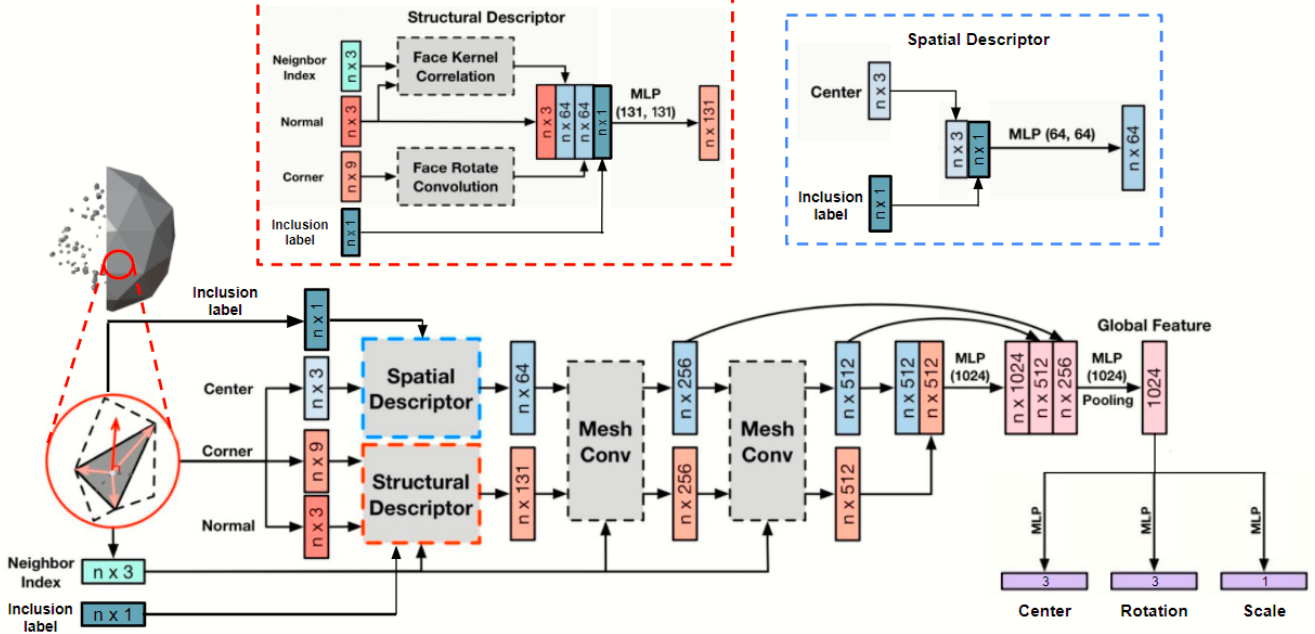 Structural Descriptor
Neighbor
Index
n x 3
Face Kernel
Correlation
Normal
n x 3
n x 3
n x 64
n x 64
n x 1
MLP
(131, 131)
n x 131
Corner
n x 9
Face Rotate
Convolution
Inclusion
label
n x 1
Spatial Descriptor
Center
n x 3
n x 3
n x 1
MLP (64, 64)
n x 64
Inclusion
label
n x 1
Inclusion
label
n x 1
Center
n x 3
Spatial
Descriptor
n x 64
Corner
n x 9
Structural
Descriptor
n x 131
Normal
n x 3
Mesh
Conv
n x 256
n x 256
Mesh
Conv
n x 512
n x 512
n x 512
n x 512
MLP
(1024)
n x 1024
n x 512
n x 256
MLP
(1024)
Pooling
Global Feature
1024
MLP
MLP
MLP
3
3
1
Center
Rotation
Scale
Neighbor
Index
n x 3
Inclusion
label
n x 1